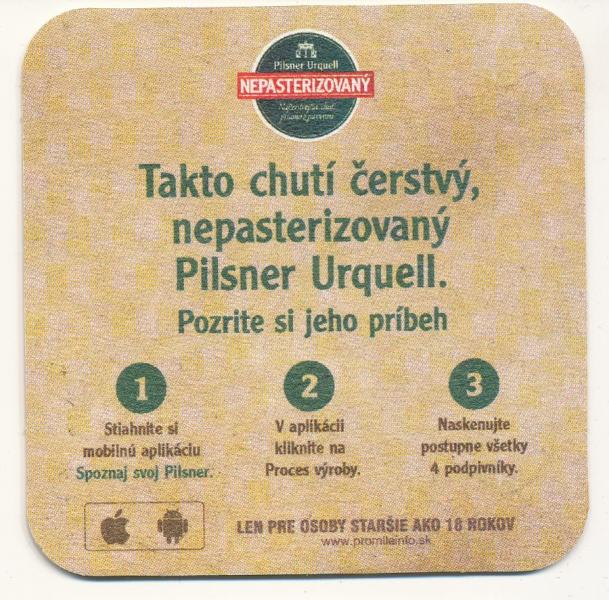 Pilsner Urquell
NEPASTERIZOVANÝ
Takto chutí čerstvý,
nepasterizovaný
Pilsner Urquell.
Pozrite si jeho príbeh
1
Stiahnite si
mobilnú aplikáciu
Spoznaj svoj Pilsner.
2
V aplikácii
kliknite na
Proces výroby.
3
Naskenujte
postupne všetky
4 podpivníky.
LEN PRE OSOBY STARŠIE AKO 18 ROKOV
www.promileinfo.sk